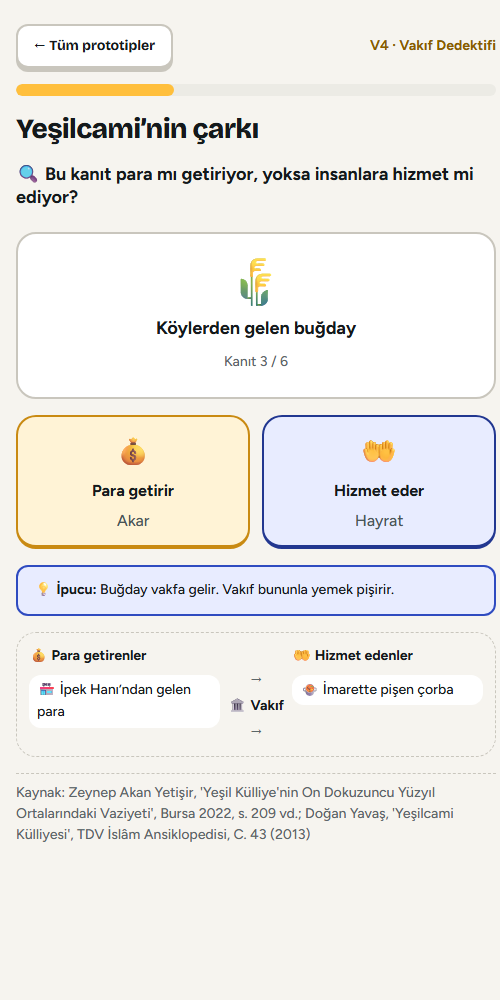 ← Tüm prototipler
V4 · Vakıf Dedektifi
Yeşilcami’nin çarkı
🔍 Bu kanıt para mı getiriyor, yoksa insanlara hizmet mi
ediyor?
Köylerden gelen buğday
Kanıt 3 / 6
Para getirir
Akar
Hizmet eder
Hayrat
💡 İpucu: Buğday vakfa gelir. Vakıf bununla yemek pişirir.
💰 Para getirenler
🏪 İpek Hanı’ndan gelen
para
→
🏛 Vakıf
→
🤲 Hizmet edenler
🍲 İmarette pişen çorba
Kaynak: Zeynep Akan Yetişir, 'Yeşil Külliye'nin On Dokuzuncu Yüzyıl
Ortalarındaki Vaziyeti', Bursa 2022, s. 209 vd.; Doğan Yavaş, 'Yeşilcami
Külliyesi', TDV İslâm Ansiklopedisi, C. 43 (2013)